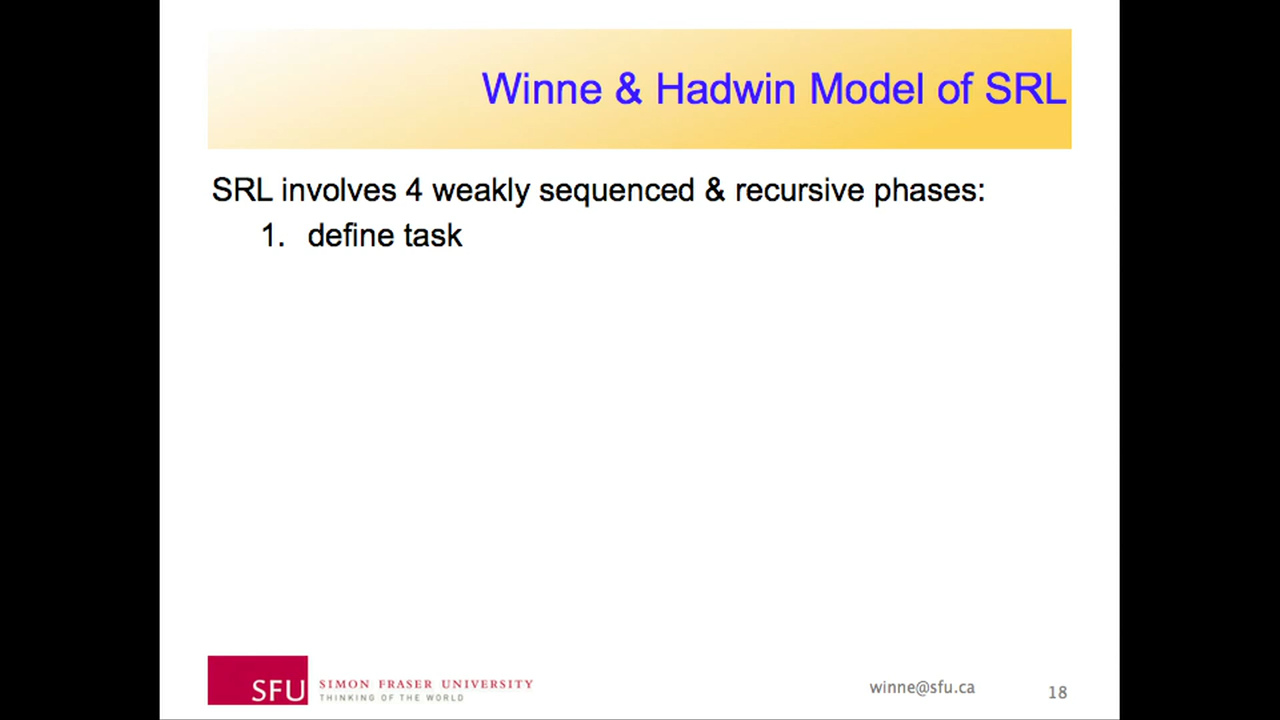 Winne & Hadwin Model of SRL
SRL involves 4 weakly sequenced & recursive phases:
1. define task
SFU
SIMON FRASER UNIVERSITY
THINKING OF THE WORLD
winne@sfu.ca
18